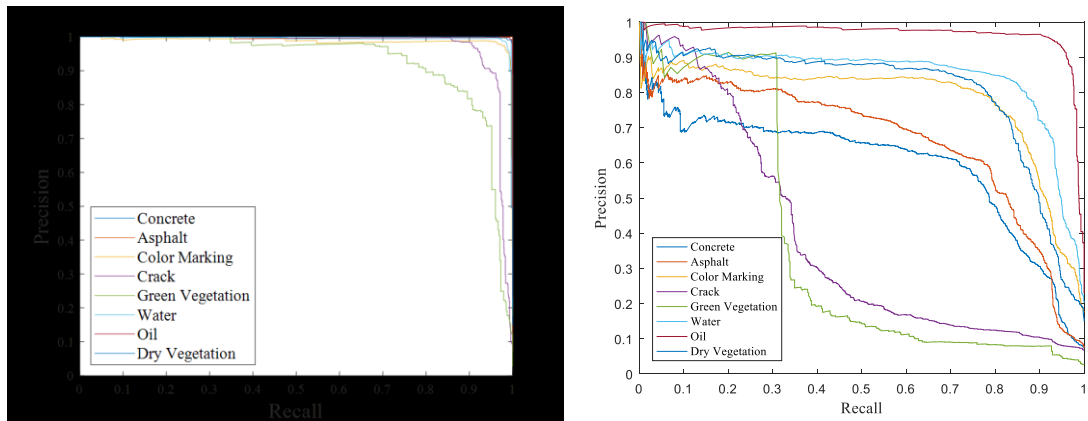 1
0.9
0.8
0.7
0.6
0.5
0.4
0.3
0.2
0.1
0
Precision
Concrete
Asphalt
Color Marking
Crack
Green Vegetation
Water
Oil
Dry Vegetation
0 0.1 0.2 0.3 0.4 0.5 0.6 0.7 0.8 0.9 1
Recall
1
0.9
0.8
0.7
0.6
0.5
0.4
0.3
0.2
0.1
0
Precision
Concrete
Asphalt
Color Marking
Crack
Green Vegetation
Water
Oil
Dry Vegetation
0 0.1 0.2 0.3 0.4 0.5 0.6 0.7 0.8 0.9 1
Recall